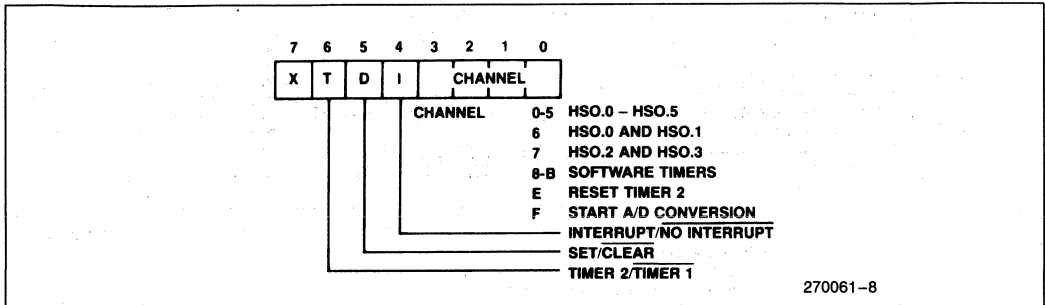 7 6 5 4 3 2 1 0
X T D I CHANNEL
CHANNEL 0-5 HSO.0 – HSO.5
6 HSO.0 AND HSO.1
7 HSO.2 AND HSO.3
8-B SOFTWARE TIMERS
E RESET TIMER 2
F START A/D CONVERSION
INTERRUPT/NO INTERRUPT
SET/CLEAR
TIMER 2/TIMER 1
270061–8